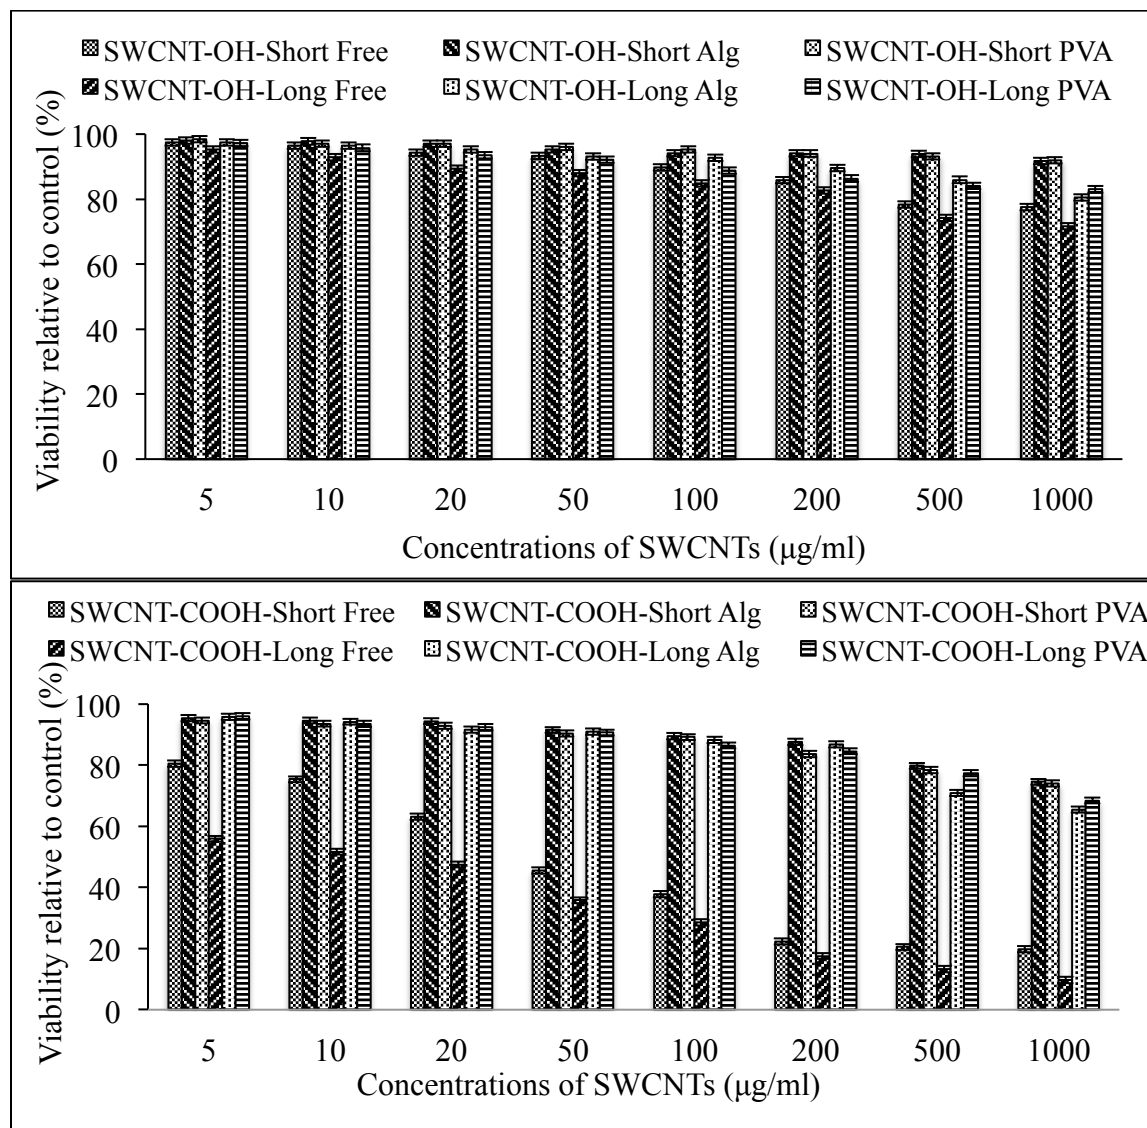 SWCNT-OH-Short Free SWCNT-OH-Short Alg SWCNT-OH-Short PVA
SWCNT-OH-Long Free SWCNT-OH-Long Alg SWCNT-OH-Long PVA
Viability relative to control (%)
100
80
60
40
20
0
5 10 20 50 100 200 500 1000
Concentrations of SWCNTs (μg/ml)
SWCNT-COOH-Short Free SWCNT-COOH-Short Alg SWCNT-COOH-Short PVA
SWCNT-COOH-Long Free SWCNT-COOH-Long Alg SWCNT-COOH-Long PVA
Viability relative to control (%)
100
80
60
40
20
0
5 10 20 50 100 200 500 1000
Concentrations of SWCNTs (μg/ml)